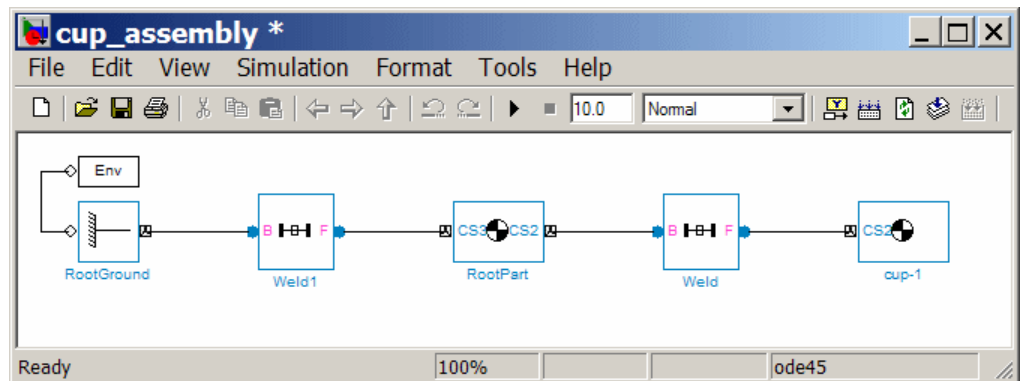 cup_assembly *
File Edit View Simulation Format Tools Help
10.0 Normal
Env
B F CS3 CS2 B F CS2
RootGround Weld1 RootPart Weld cup-1
Ready 100% ode45